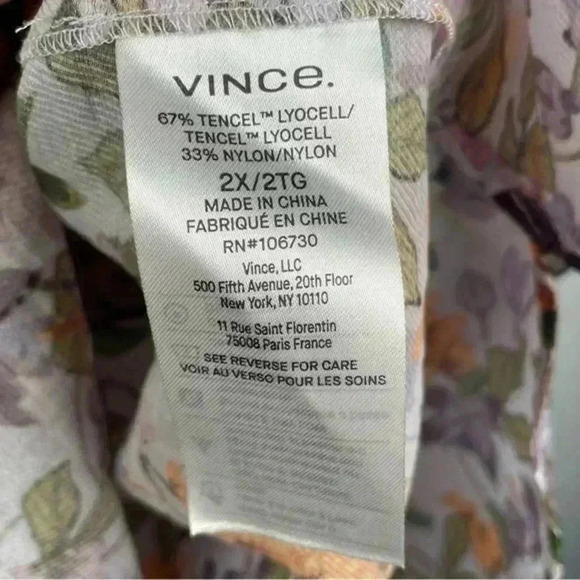 VINCe.
67% TENCEL™ LYOCELL/
TENCEL™ LYOCELL
33% NYLON/NYLON
2X/2TG
MADE IN CHINA
FABRIQUÉ EN CHINE
RN#106730
Vince, LLC
500 Fifth Avenue, 20th Floor
New York, NY 10110
11 Rue Saint Florentin
75008 Paris France
SEE REVERSE FOR CARE
VOIR AU VERSO POUR LES SOINS